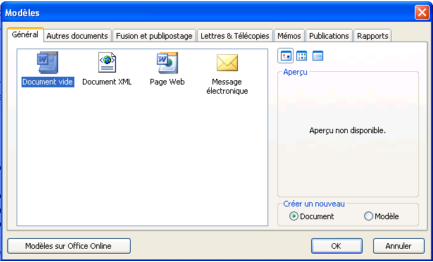 Modèles
Général Autres documents Fusion et publipostage Lettres & Télécopies Mémos Publications Rapports
Document vide Document XML Page Web Message
électronique
Aperçu
Aperçu non disponible.
Créer un nouveau
Document Modèle
Modèles sur Office Online OK Annuler